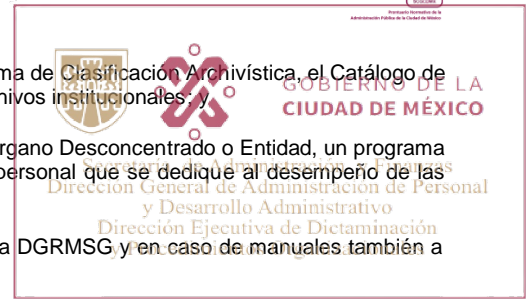 Prontuario Normativo de la
Administración Pública de la Ciudad de México
ma de Clasificación Archivística, el Catálogo de
hivos institucionales; y
GOBIERNO DE LA
CIUDAD DE MÉXICO
rgano Desconcentrado o Entidad, un programa
Secretaría de Administración y Finanzas
personal que se dedique al desempeño de las
Dirección General de Administración de Personal
y Desarrollo Administrativo
Dirección Ejecutiva de Dictaminación
a DGRMSG y en caso de manuales también a
y Procedimientos Organizacionales